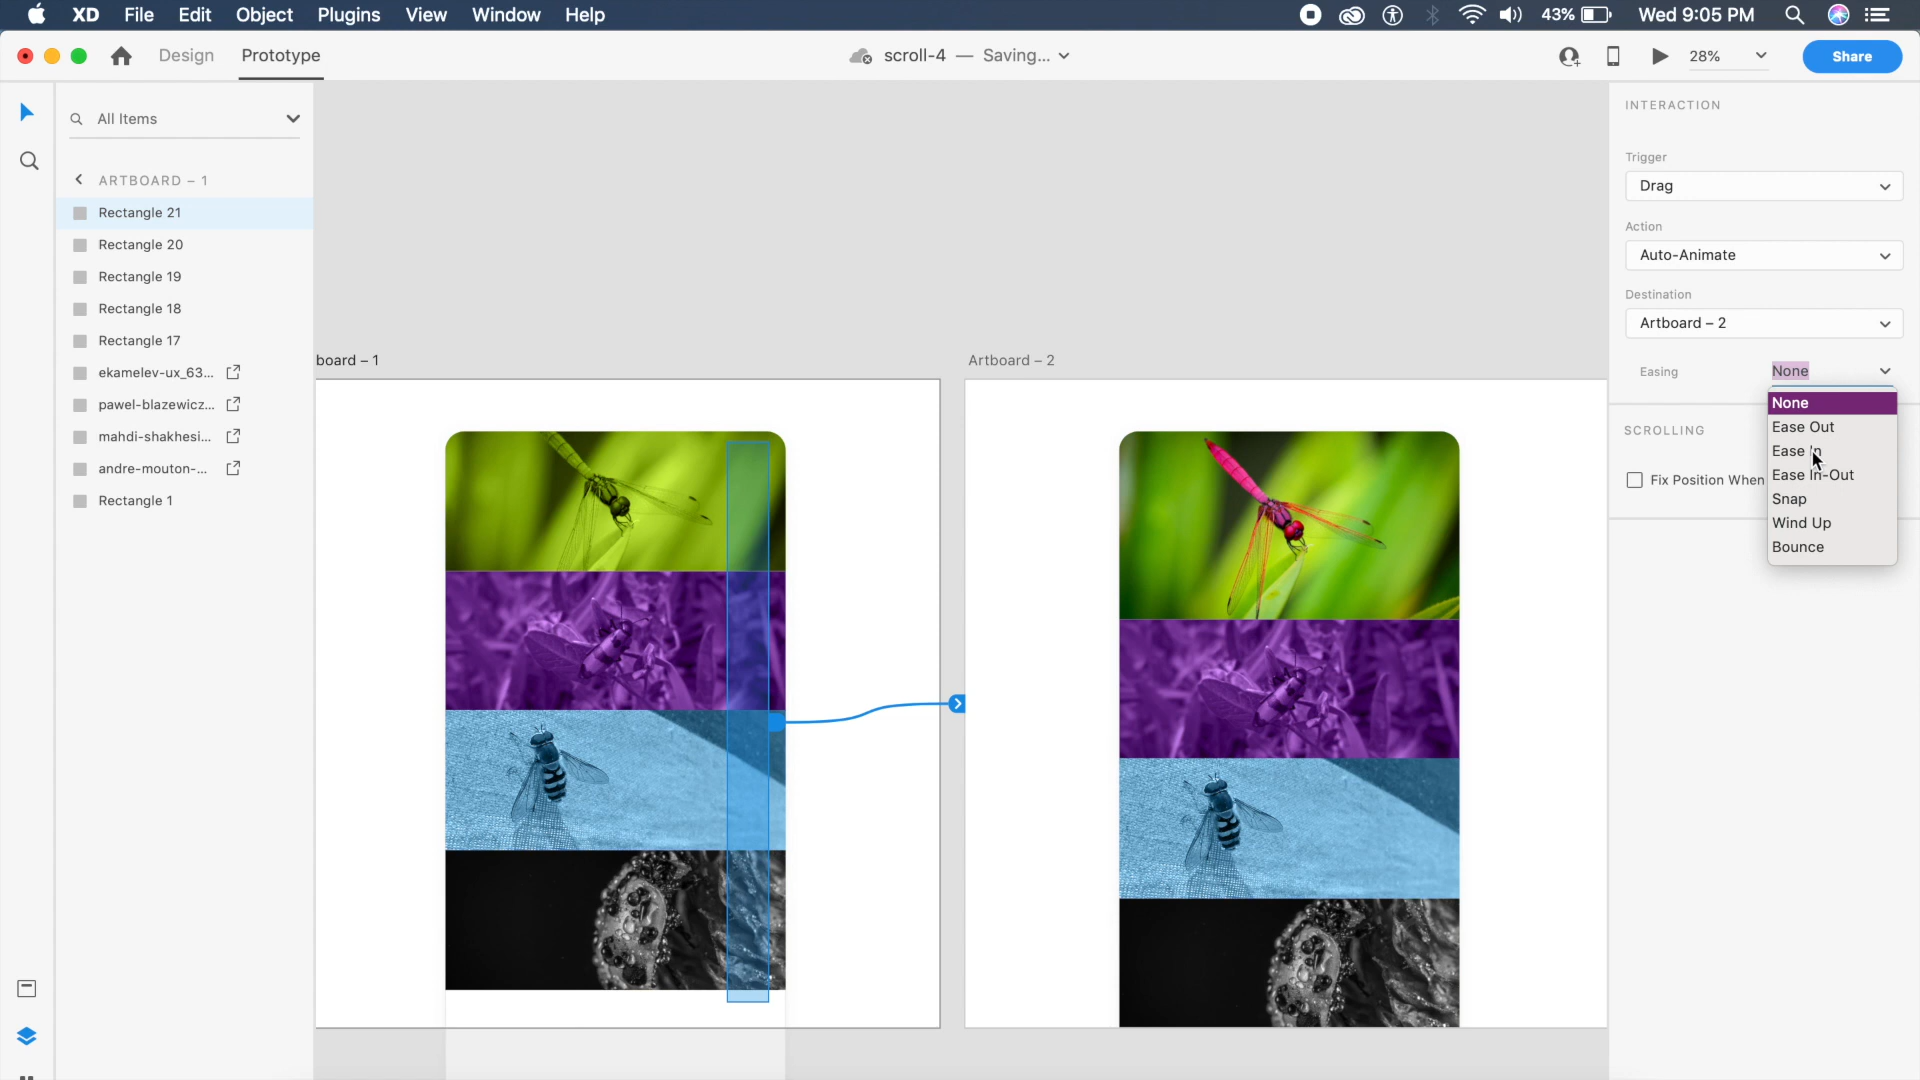 XD File Edit Object Plugins View Window Help 43% Wed 9:05 PM
Design Prototype scroll-4 — Saving... 28% Share
All Items
ARTBOARD – 1
Rectangle 21
Rectangle 20
Rectangle 19
Rectangle 18
Rectangle 17
ekamelev-ux_63...
pawel-blazewicz...
mahdi-shakhesi...
andre-mouton-...
Rectangle 1
board – 1
Artboard – 2
INTERACTION
Trigger
Drag
Action
Auto-Animate
Destination
Artboard – 2
Easing None
None
Ease Out
Ease In
Ease In-Out
Snap
Wind Up
Bounce
SCROLLING
Fix Position When